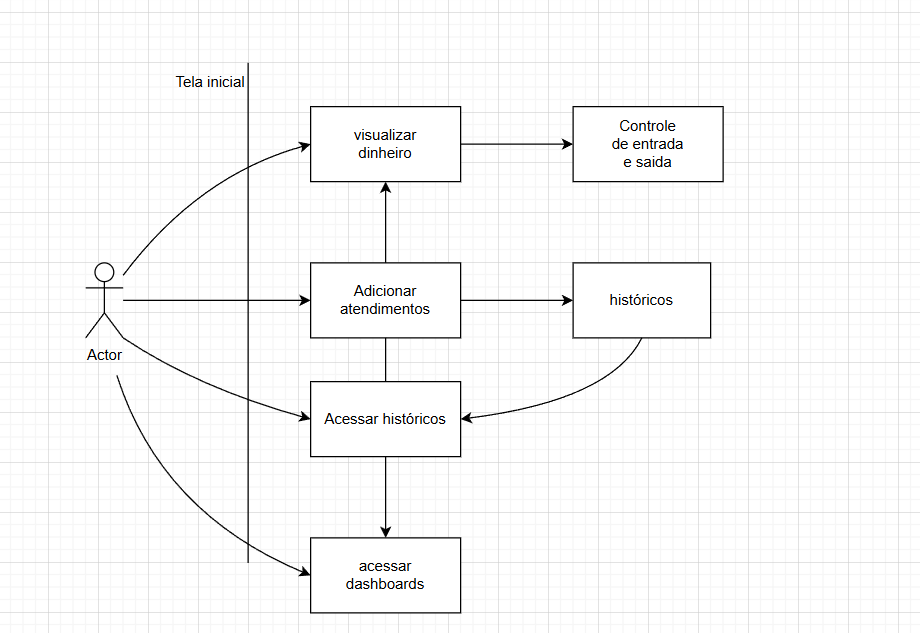 Tela inicial
visualizar
dinheiro
Controle
de entrada
e saida
Adicionar
atendimentos
históricos
Actor
Acessar históricos
acessar
dashboards